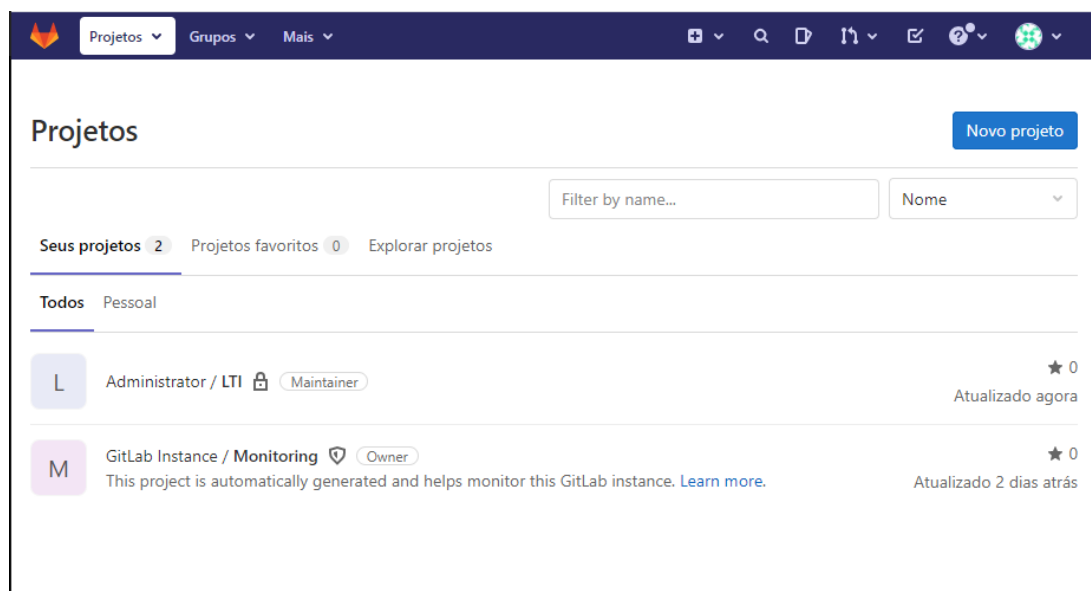 Projetos Grupos Mais
Projetos
Novo projeto
Filter by name... Nome
Seus projetos 2 Projetos favoritos 0 Explorar projetos
Todos Pessoal
L Administrator / LTI Maintainer 0
Atualizado agora
M GitLab Instance / Monitoring Owner 0
This project is automatically generated and helps monitor this GitLab instance. Learn more. Atualizado 2 dias atrás